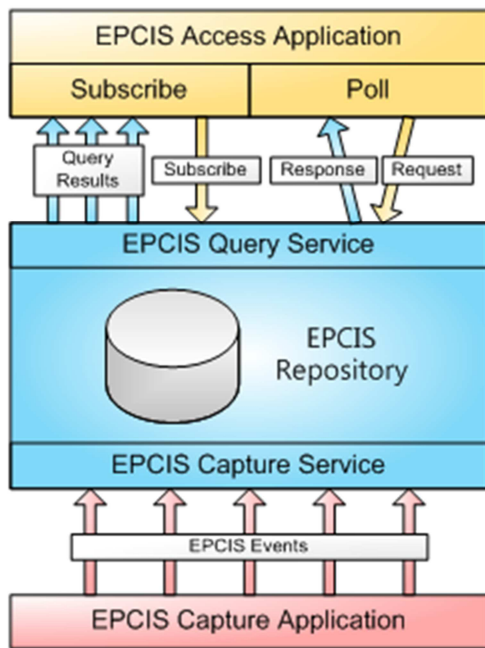 EPCIS Access Application
Subscribe
Poll
Query
Results
Subscribe
Response
Request
EPCIS Query Service
EPCIS
Repository
EPCIS Capture Service
EPCIS Events
EPCIS Capture Application